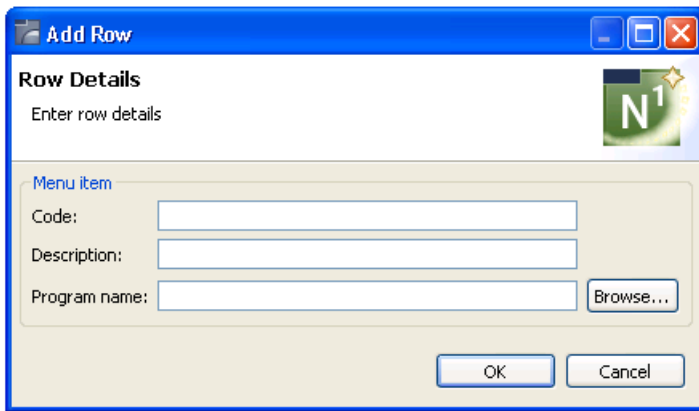 Add Row
Row Details
Enter row details
N1
Menu item
Code:
Description:
Program name:
Browse...
OK
Cancel